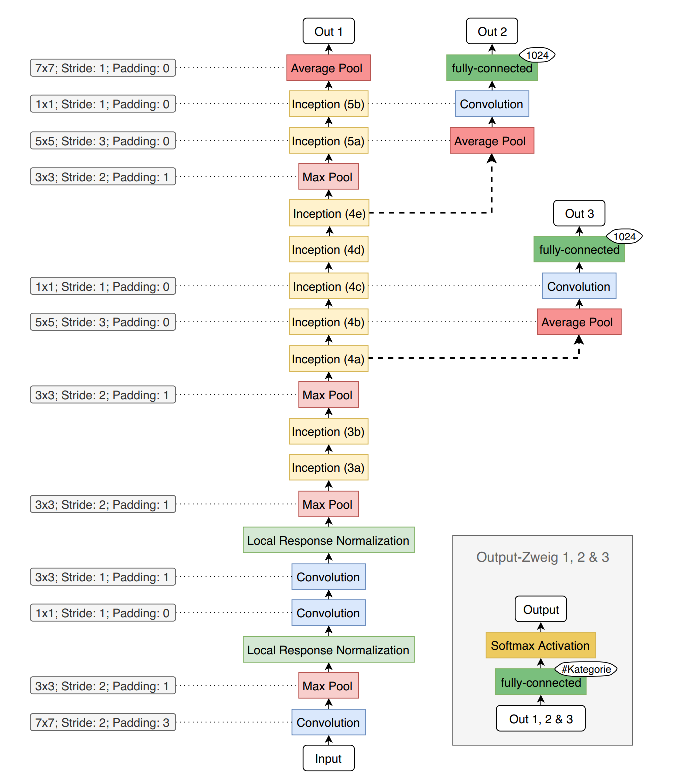 Out 1
Out 2
1024
7x7; Stride: 1; Padding: 0
Average Pool
fully-connected
1x1; Stride: 1; Padding: 0
Inception (5b)
Convolution
5x5; Stride: 3; Padding: 0
Inception (5a)
Average Pool
3x3; Stride: 2; Padding: 1
Max Pool
Inception (4e)
Out 3
1024
Inception (4d)
fully-connected
1x1; Stride: 1; Padding: 0
Inception (4c)
Convolution
5x5; Stride: 3; Padding: 0
Inception (4b)
Average Pool
Inception (4a)
3x3; Stride: 2; Padding: 1
Max Pool
Inception (3b)
Inception (3a)
3x3; Stride: 2; Padding: 1
Max Pool
Local Response Normalization
3x3; Stride: 1; Padding: 1
Convolution
1x1; Stride: 1; Padding: 0
Convolution
Local Response Normalization
3x3; Stride: 2; Padding: 1
Max Pool
7x7; Stride: 2; Padding: 3
Convolution
Input
Output-Zweig 1, 2 & 3
Output
Softmax Activation
#Kategorie
fully-connected
Out 1, 2 & 3